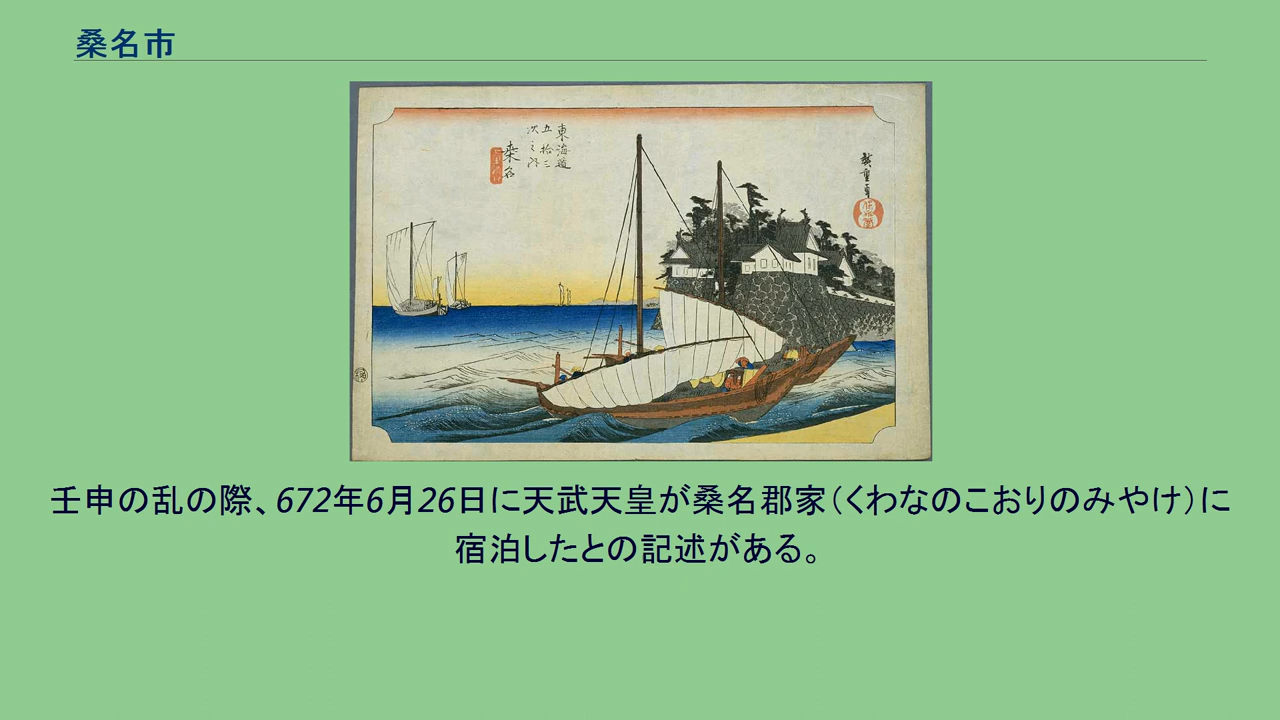 桑名市
東海道
五拾三
次之内
桑名
廣重畫
壬申の乱の際、672年6月26日に天武天皇が桑名郡家（くわなのこおりのみやけ）に
宿泊したとの記述がある。